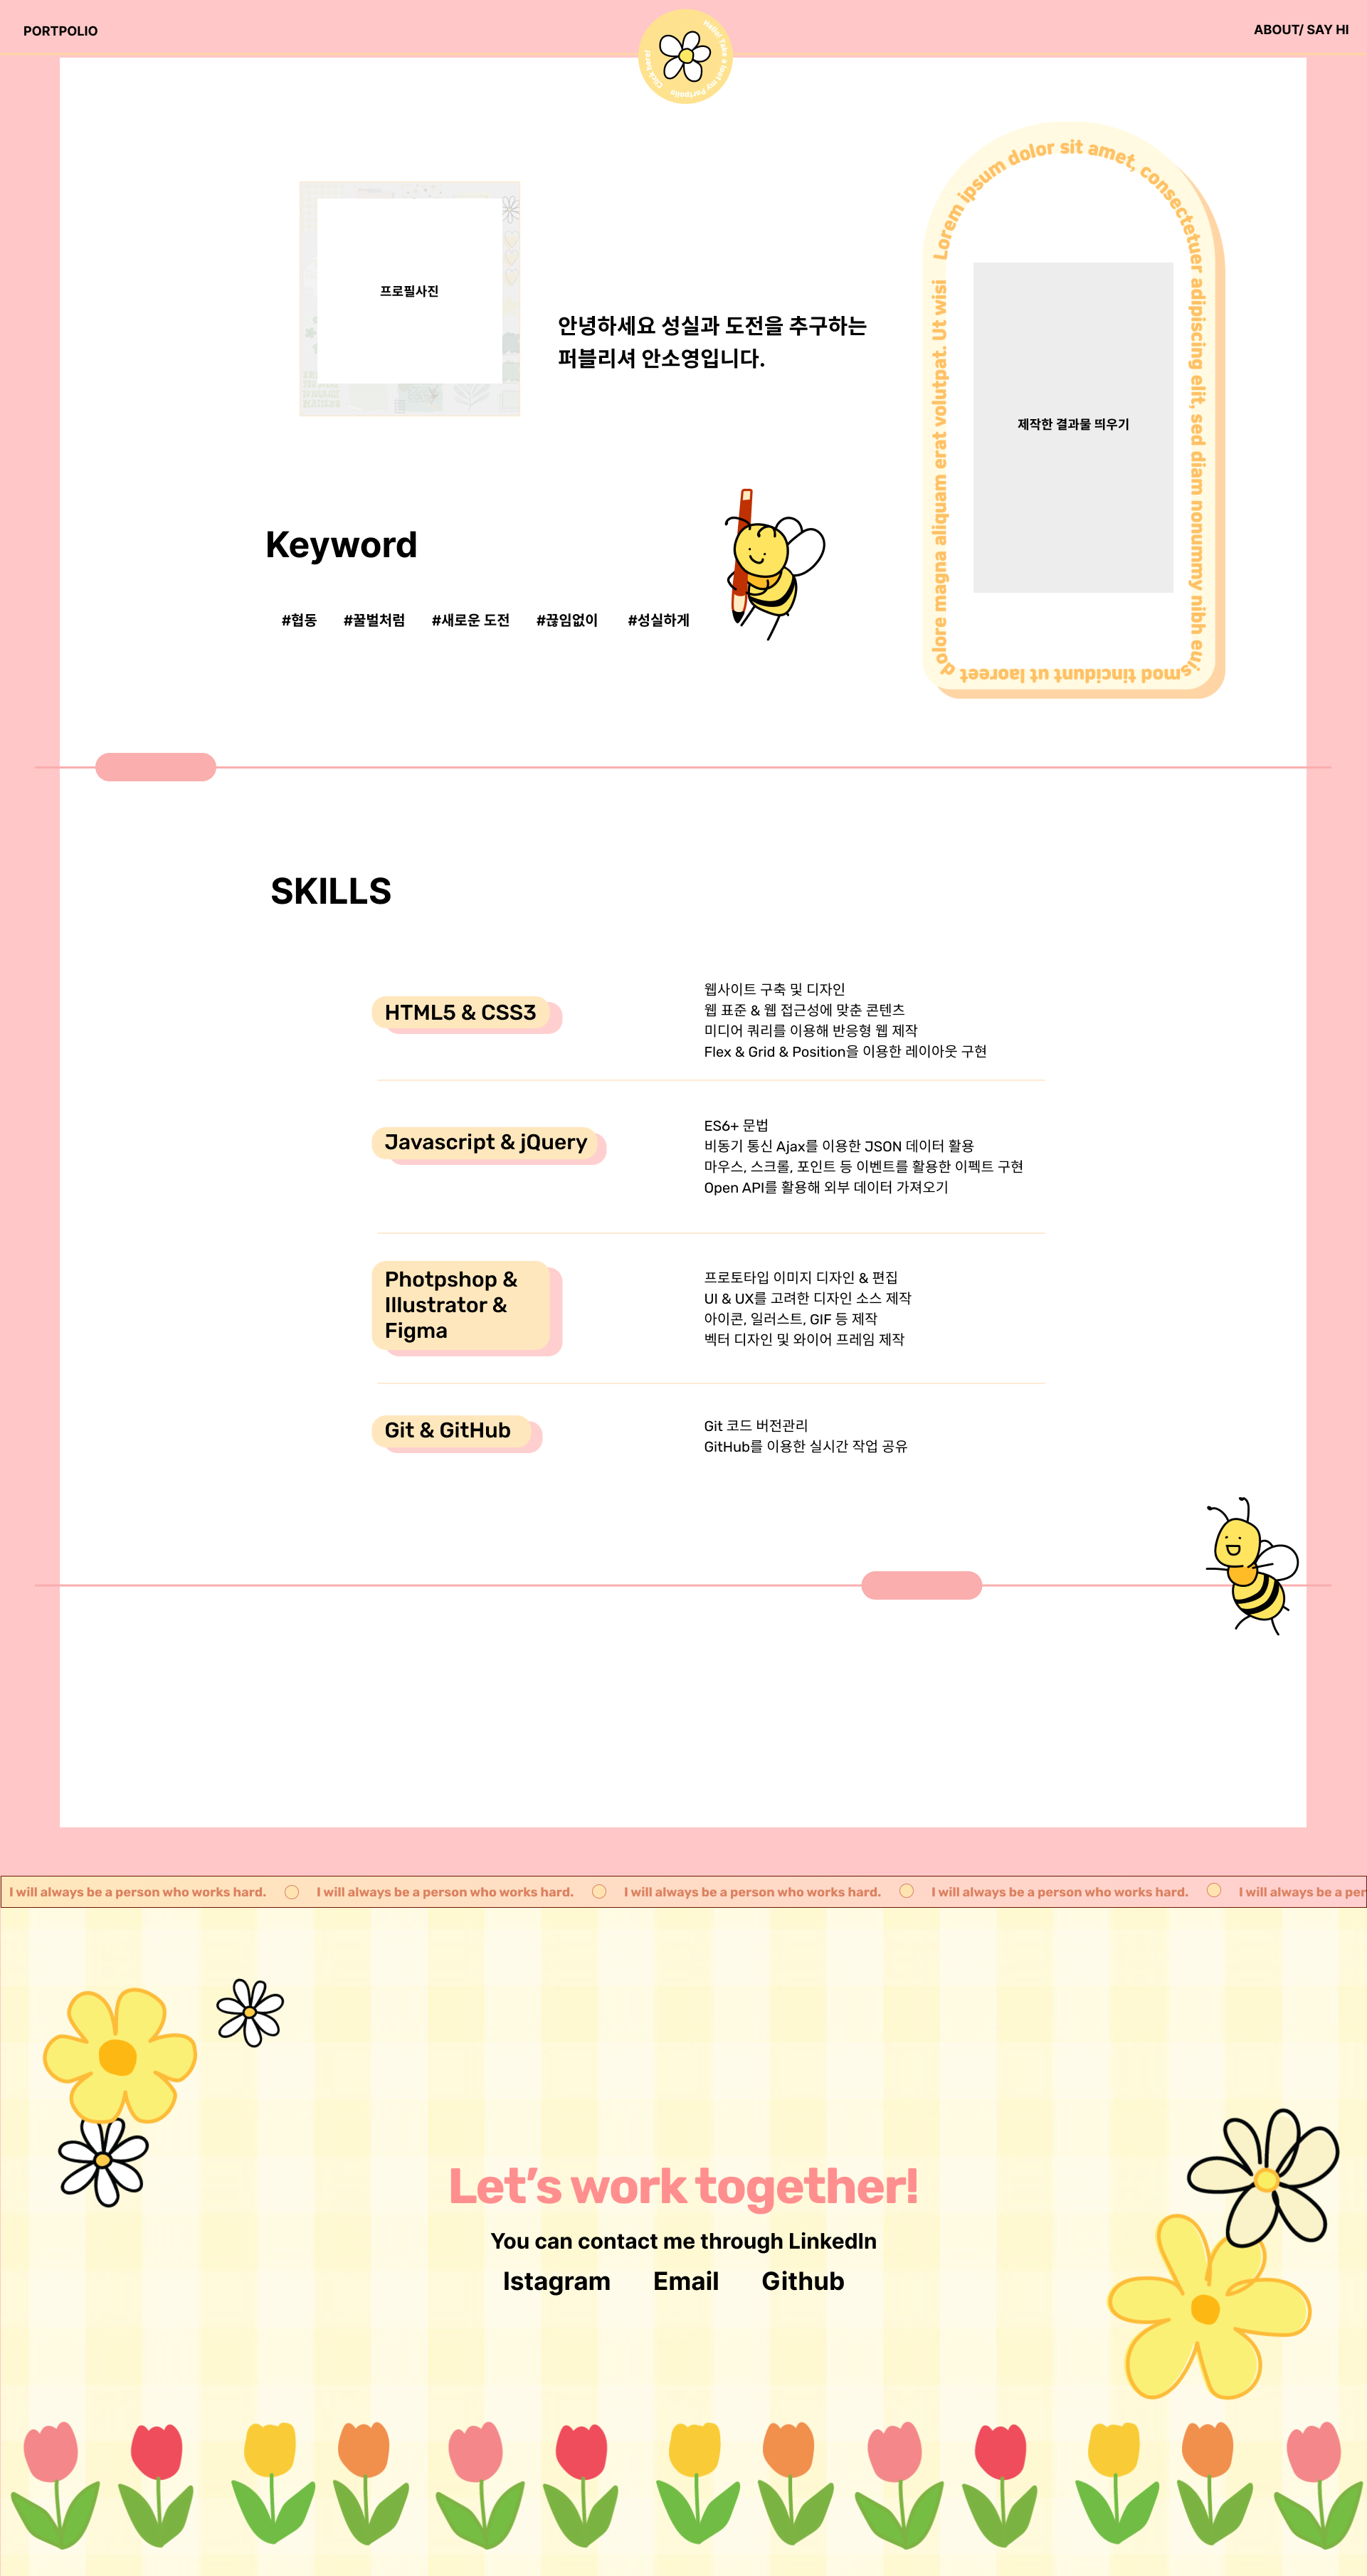 PORTPOLIO
Hello! Take a loot my Portpolio
Click here!
ABOUT/ SAY HI
프로필사진
안녕하세요 성실과 도전을 추구하는
퍼블리셔 안소영입니다.
Lorem ipsum dolor sit amet, consectetuer adipiscing elit, sed diam nonummy nibh euismod tincidunt ut laoreet dolore magna aliquam erat volutpat. Ut wisi
제작한 결과물 띄우기
Keyword
#협동 #꿀벌처럼 #새로운 도전 #끊임없이 #성실하게
SKILLS
HTML5 & CSS3
웹사이트 구축 및 디자인
웹 표준 & 웹 접근성에 맞춘 콘텐츠
미디어 쿼리를 이용해 반응형 웹 제작
Flex & Grid & Position을 이용한 레이아웃 구현
Javascript & jQuery
ES6+ 문법
비동기 통신 Ajax를 이용한 JSON 데이터 활용
마우스, 스크롤, 포인트 등 이벤트를 활용한 이펙트 구현
Open API를 활용해 외부 데이터 가져오기
Photpshop &
Illustrator &
Figma
프로토타입 이미지 디자인 & 편집
UI & UX를 고려한 디자인 소스 제작
아이콘, 일러스트, GIF 등 제작
벡터 디자인 및 와이어 프레임 제작
Git & GitHub
Git 코드 버전관리
GitHub를 이용한 실시간 작업 공유
I will always be a person who works hard. I will always be a person who works hard. I will always be a person who works hard. I will always be a person who works hard. I will always be a per
Let's work together!
You can contact me through LinkedIn
Istagram Email Github